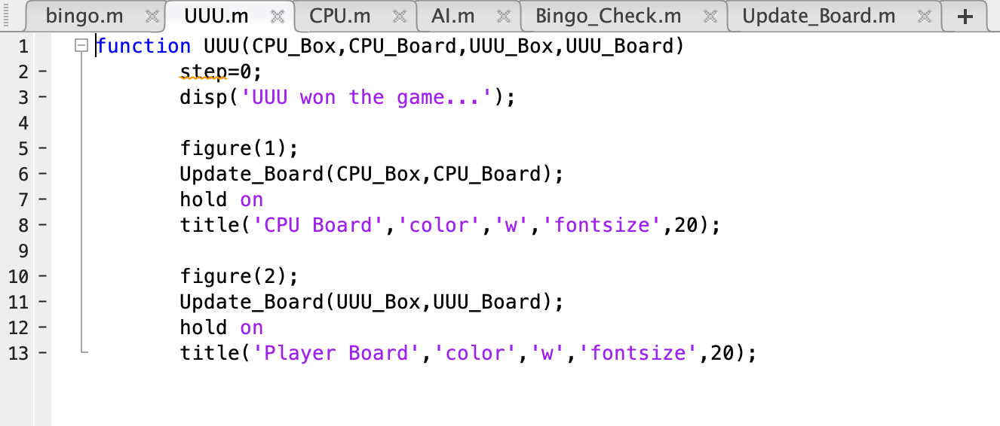 bingo.m UUU.m CPU.m AI.m Bingo_Check.m Update_Board.m +
1 function UUU(CPU_Box,CPU_Board,UUU_Box,UUU_Board)
2 - step=0;
3 - disp('UUU won the game...');
4
5 - figure(1);
6 - Update_Board(CPU_Box,CPU_Board);
7 - hold on
8 - title('CPU Board','color','w','fontsize',20);
9
10 - figure(2);
11 - Update_Board(UUU_Box,UUU_Board);
12 - hold on
13 - title('Player Board','color','w','fontsize',20);